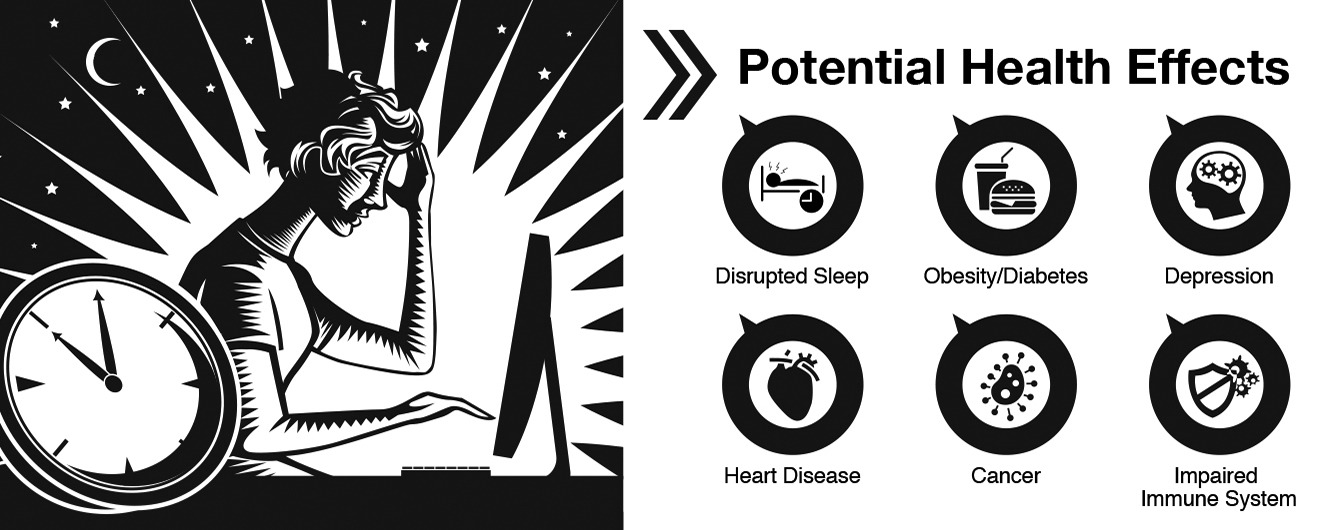 Potential Health Effects
Disrupted Sleep
Obesity/Diabetes
Depression
Heart Disease
Cancer
Impaired
Immune System